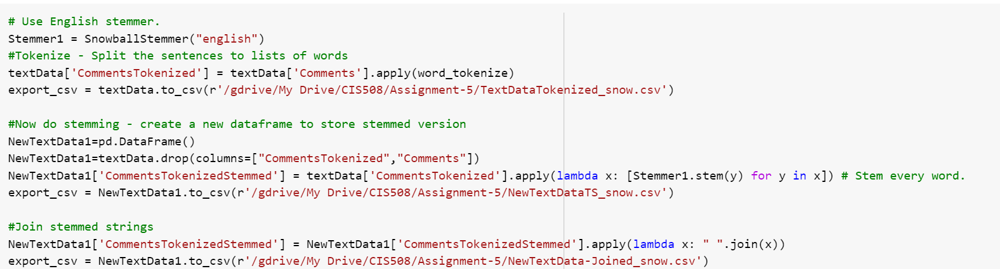 # Use English stemmer.
Stemmer1 = SnowballStemmer("english")
#Tokenize - Split the sentences to lists of words
textData['CommentsTokenized'] = textData['Comments'].apply(word_tokenize)
export_csv = textData.to_csv(r'/gdrive/My Drive/CIS508/Assignment-5/TextDataTokenized_snow.csv')
#Now do stemming - create a new dataframe to store stemmed version
NewTextData1=pd.DataFrame()
NewTextData1=textData.drop(columns=["CommentsTokenized","Comments"])
NewTextData1['CommentsTokenizedStemmed'] = textData['CommentsTokenized'].apply(lambda x: [Stemmer1.stem(y) for y in x]) # Stem every word.
export_csv = NewTextData1.to_csv(r'/gdrive/My Drive/CIS508/Assignment-5/NewTextDataTS_snow.csv')
#Join stemmed strings
NewTextData1['CommentsTokenizedStemmed'] = NewTextData1['CommentsTokenizedStemmed'].apply(lambda x: " ".join(x))
export_csv = NewTextData1.to_csv(r'/gdrive/My Drive/CIS508/Assignment-5/NewTextData-Joined_snow.csv')